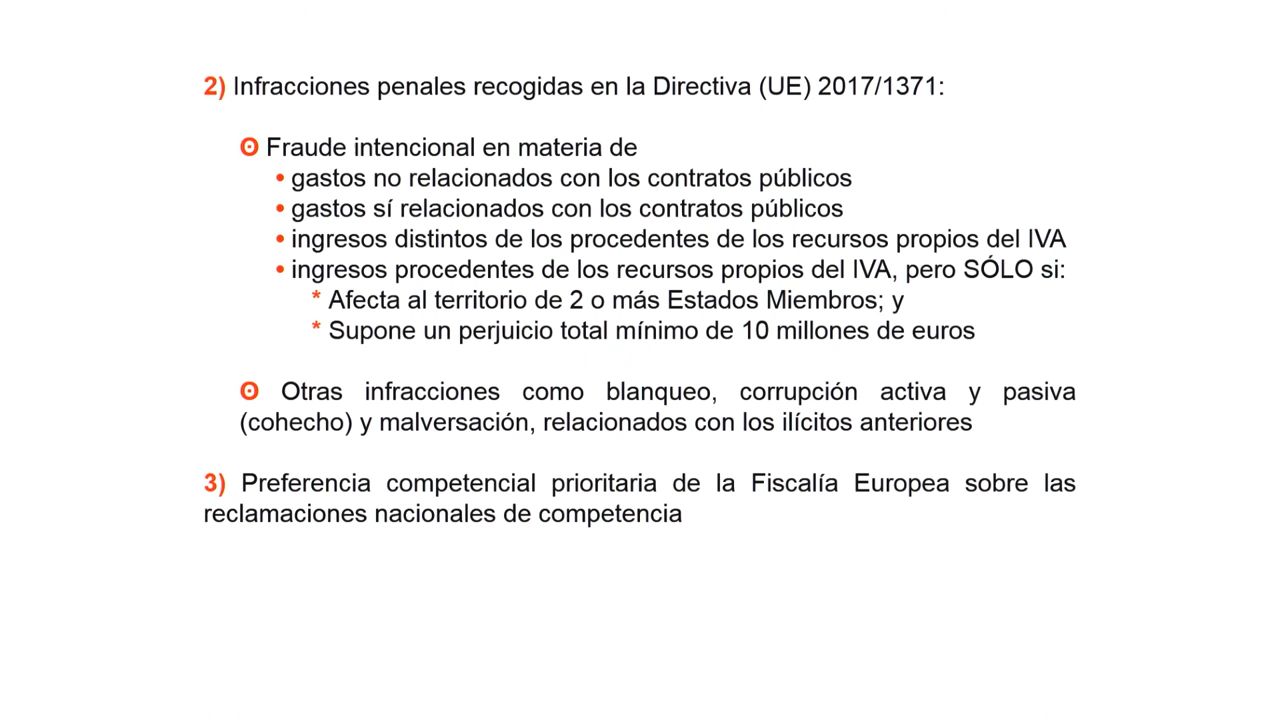 2) Infracciones penales recogidas en la Directiva (UE) 2017/1371:
ʘ Fraude intencional en materia de
• gastos no relacionados con los contratos públicos
• gastos sí relacionados con los contratos públicos
• ingresos distintos de los procedentes de los recursos propios del IVA
• ingresos procedentes de los recursos propios del IVA, pero SÓLO si:
* Afecta al territorio de 2 o más Estados Miembros; y
* Supone un perjuicio total mínimo de 10 millones de euros
ʘ Otras infracciones como blanqueo, corrupción activa y pasiva
(cohecho) y malversación, relacionados con los ilícitos anteriores
3) Preferencia competencial prioritaria de la Fiscalía Europea sobre las
reclamaciones nacionales de competencia